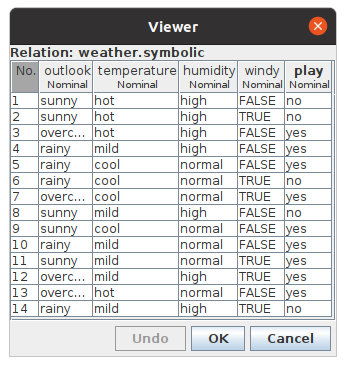 Viewer
Relation: weather.symbolic
No. outlook temperature humidity windy play
Nominal Nominal Nominal Nominal Nominal
1 sunny hot high FALSE no
2 sunny hot high TRUE no
3 overc... hot high FALSE yes
4 rainy mild high FALSE yes
5 rainy cool normal FALSE yes
6 rainy cool normal TRUE no
7 overc... cool normal TRUE yes
8 sunny mild high FALSE no
9 sunny cool normal FALSE yes
10 rainy mild normal FALSE yes
11 sunny mild normal TRUE yes
12 overc... mild high TRUE yes
13 overc... hot normal FALSE yes
14 rainy mild high TRUE no
Undo OK Cancel